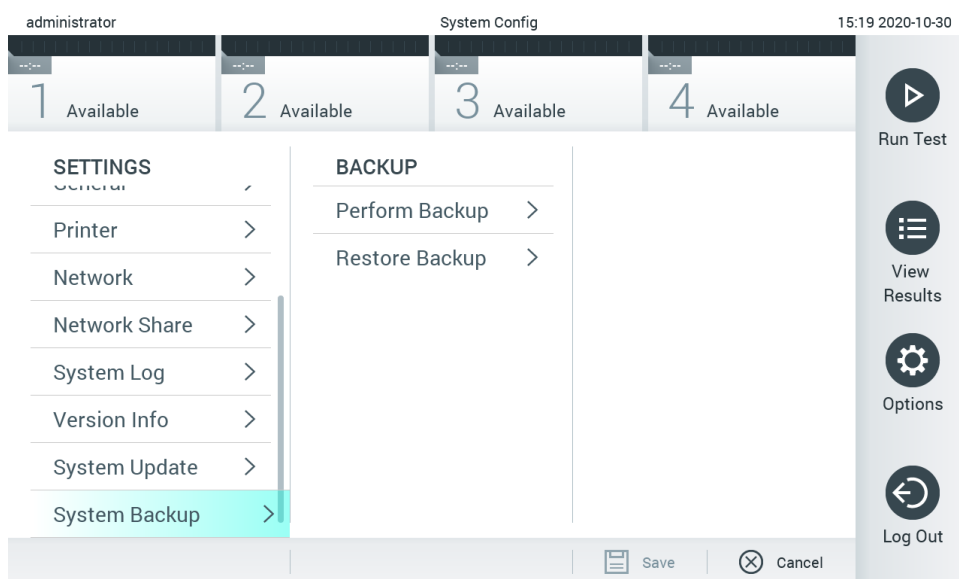 administrator
System Config
15:19 2020-10-30
--:--
--:--
--:--
--:--
1 Available
2 Available
3 Available
4 Available
SETTINGS
General
Printer
Network
Network Share
System Log
Version Info
System Update
System Backup
BACKUP
Perform Backup
Restore Backup
Run Test
View
Results
Options
Log Out
Save
Cancel